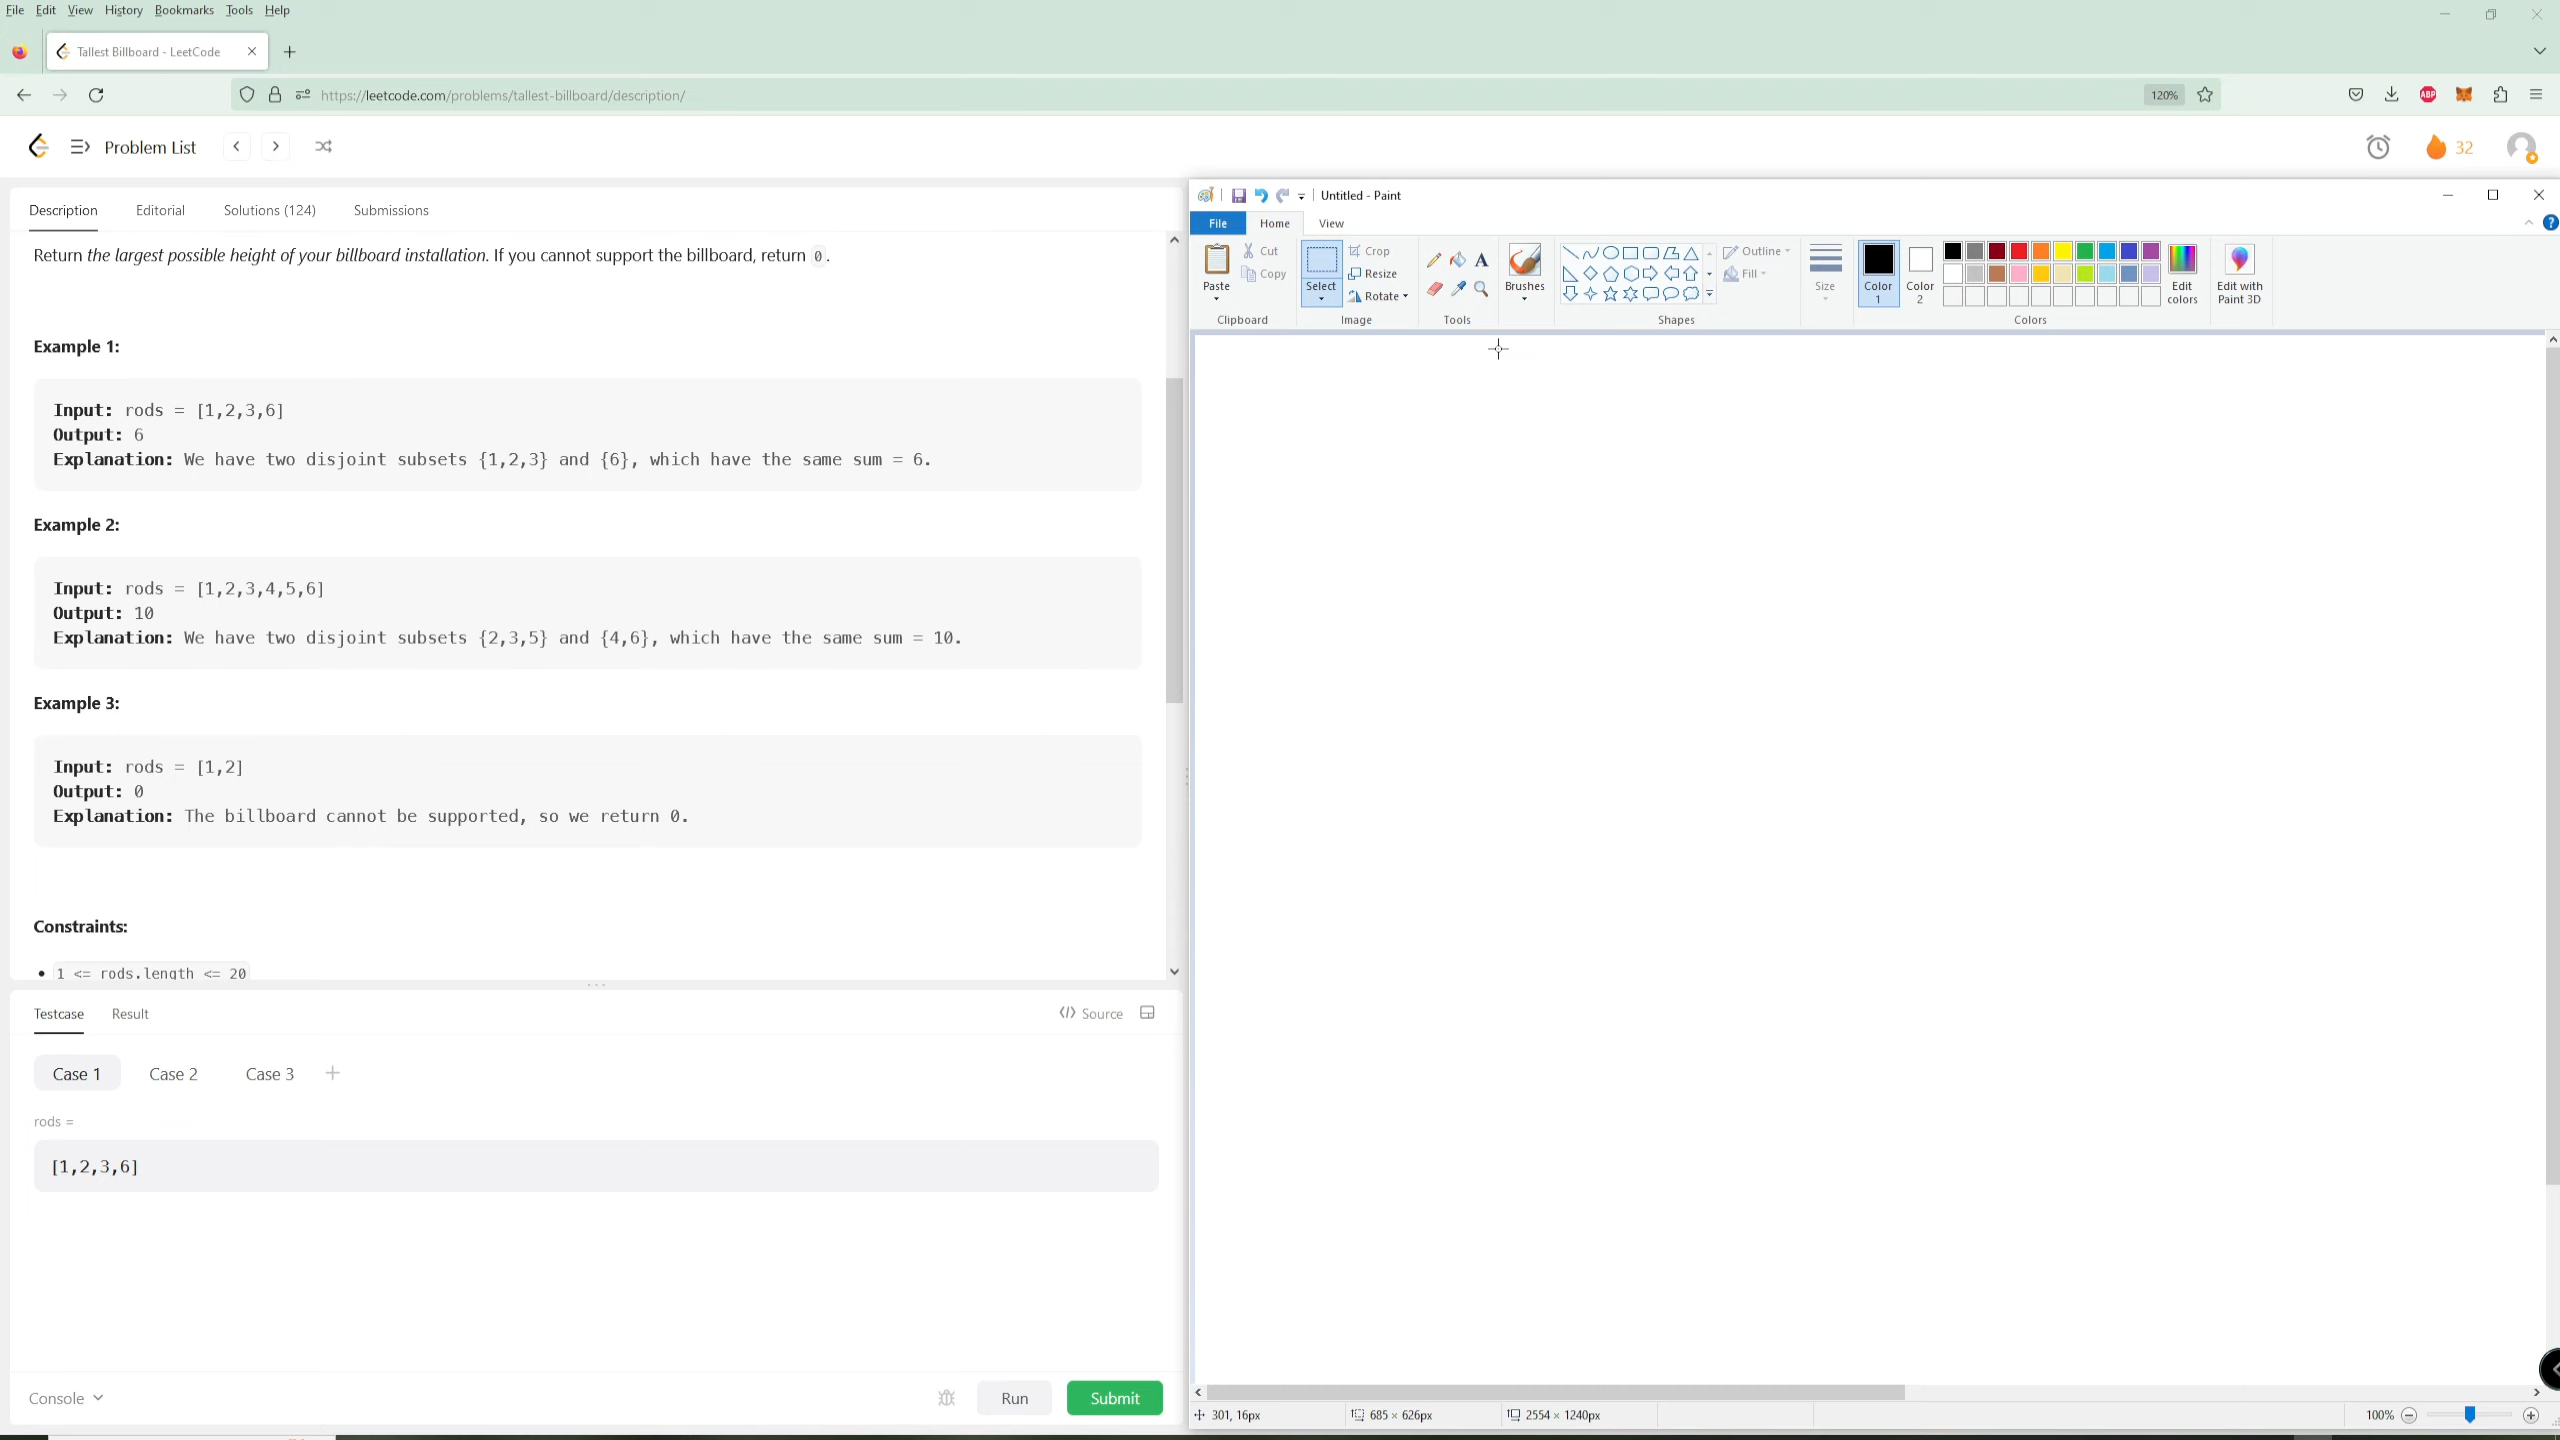 File Edit View History Bookmarks Tools Help
Tallest Billboard - LeetCode
https://leetcode.com/problems/tallest-billboard/description/
120%
ABP
Problem List
32
Description Editorial Solutions (124) Submissions
Return the largest possible height of your billboard installation. If you cannot support the billboard, return 0.
Example 1:
Input: rods = [1,2,3,6]
Output: 6
Explanation: We have two disjoint subsets {1,2,3} and {6}, which have the same sum = 6.
Example 2:
Input: rods = [1,2,3,4,5,6]
Output: 10
Explanation: We have two disjoint subsets {2,3,5} and {4,6}, which have the same sum = 10.
Example 3:
Input: rods = [1,2]
Output: 0
Explanation: The billboard cannot be supported, so we return 0.
Constraints:
1 <= rods.length <= 20
Testcase Result
Source
Case 1 Case 2 Case 3
rods =
[1,2,3,6]
Console
Run
Submit
Untitled - Paint
File Home View
Paste
Cut
Copy
Clipboard
Select
Crop
Resize
Rotate
Image
A
Tools
Brushes
Shapes
Outline
Fill
Size
Color 1
Color 2
Edit colors
Colors
Edit with Paint 3D
301, 16px
685 × 626px
2554 × 1240px
100%